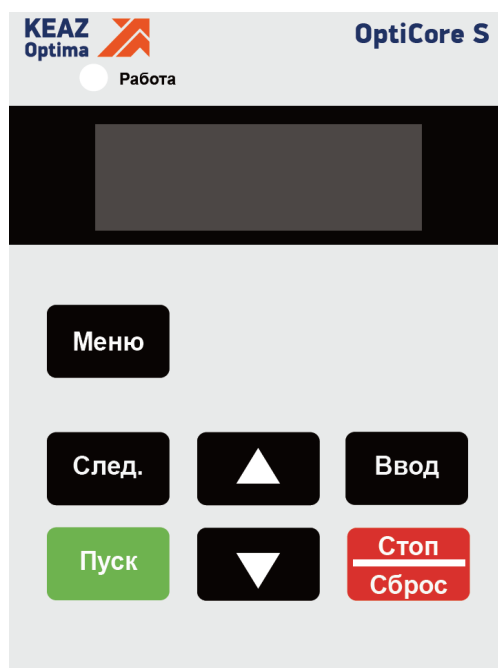 KEAZ
Optima
OptiCore S
Работа
Меню
След.
Ввод
Пуск
Стоп
Сброс